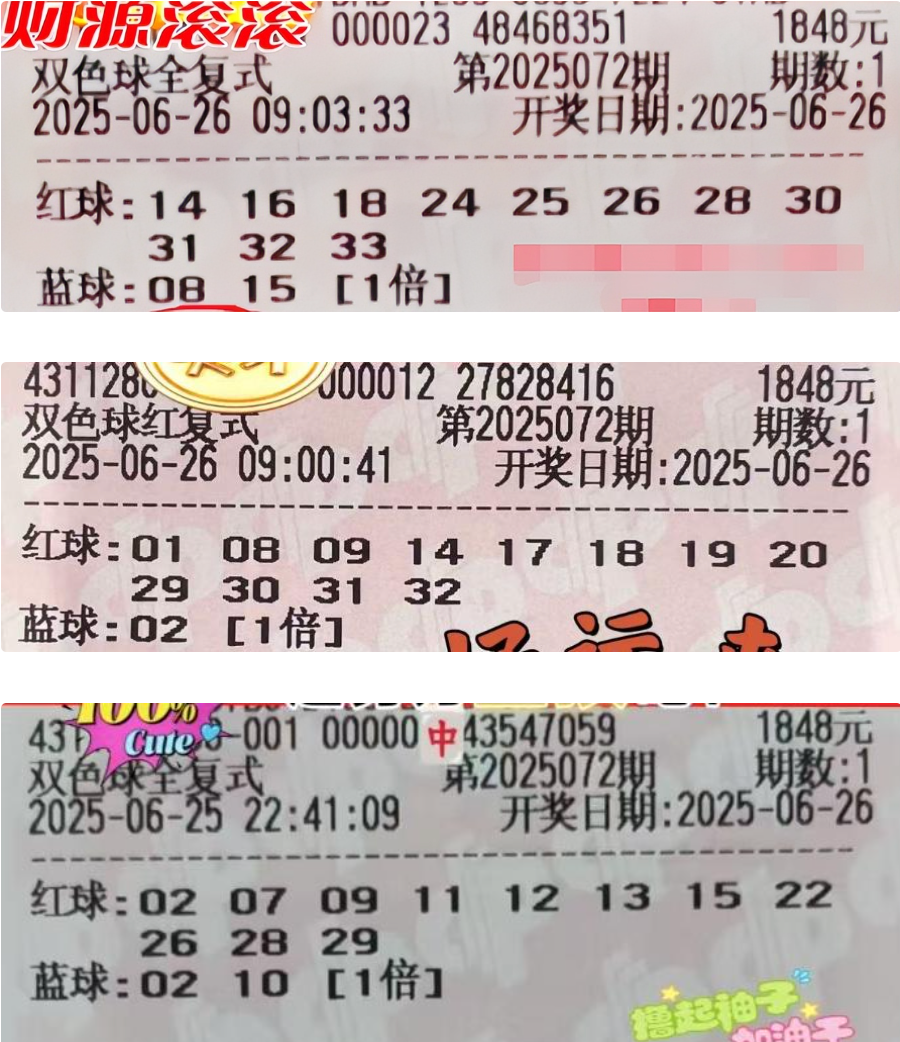 财源滚滚
000023 48468351 1848元
双色球全复式 第2025072期 期数:1
2025-06-26 09:03:33 开奖日期:2025-06-26
红球:14 16 18 24 25 26 28 30
31 32 33
蓝球:08 15 [1倍]
000012 27828416 1848元
双色球红复式 第2025072期 期数:1
2025-06-26 09:00:41 开奖日期:2025-06-26
红球:01 08 09 14 17 18 19 20
29 30 31 32
蓝球:02 [1倍]
好运来
100%
Cute
-001 00000 中 43547059 1848元
双色球全复式 第2025072期 期数:1
2025-06-25 22:41:09 开奖日期:2025-06-26
红球:02 07 09 11 12 13 15 22
26 28 29
蓝球:02 10 [1倍]
撸起袖子
加油干